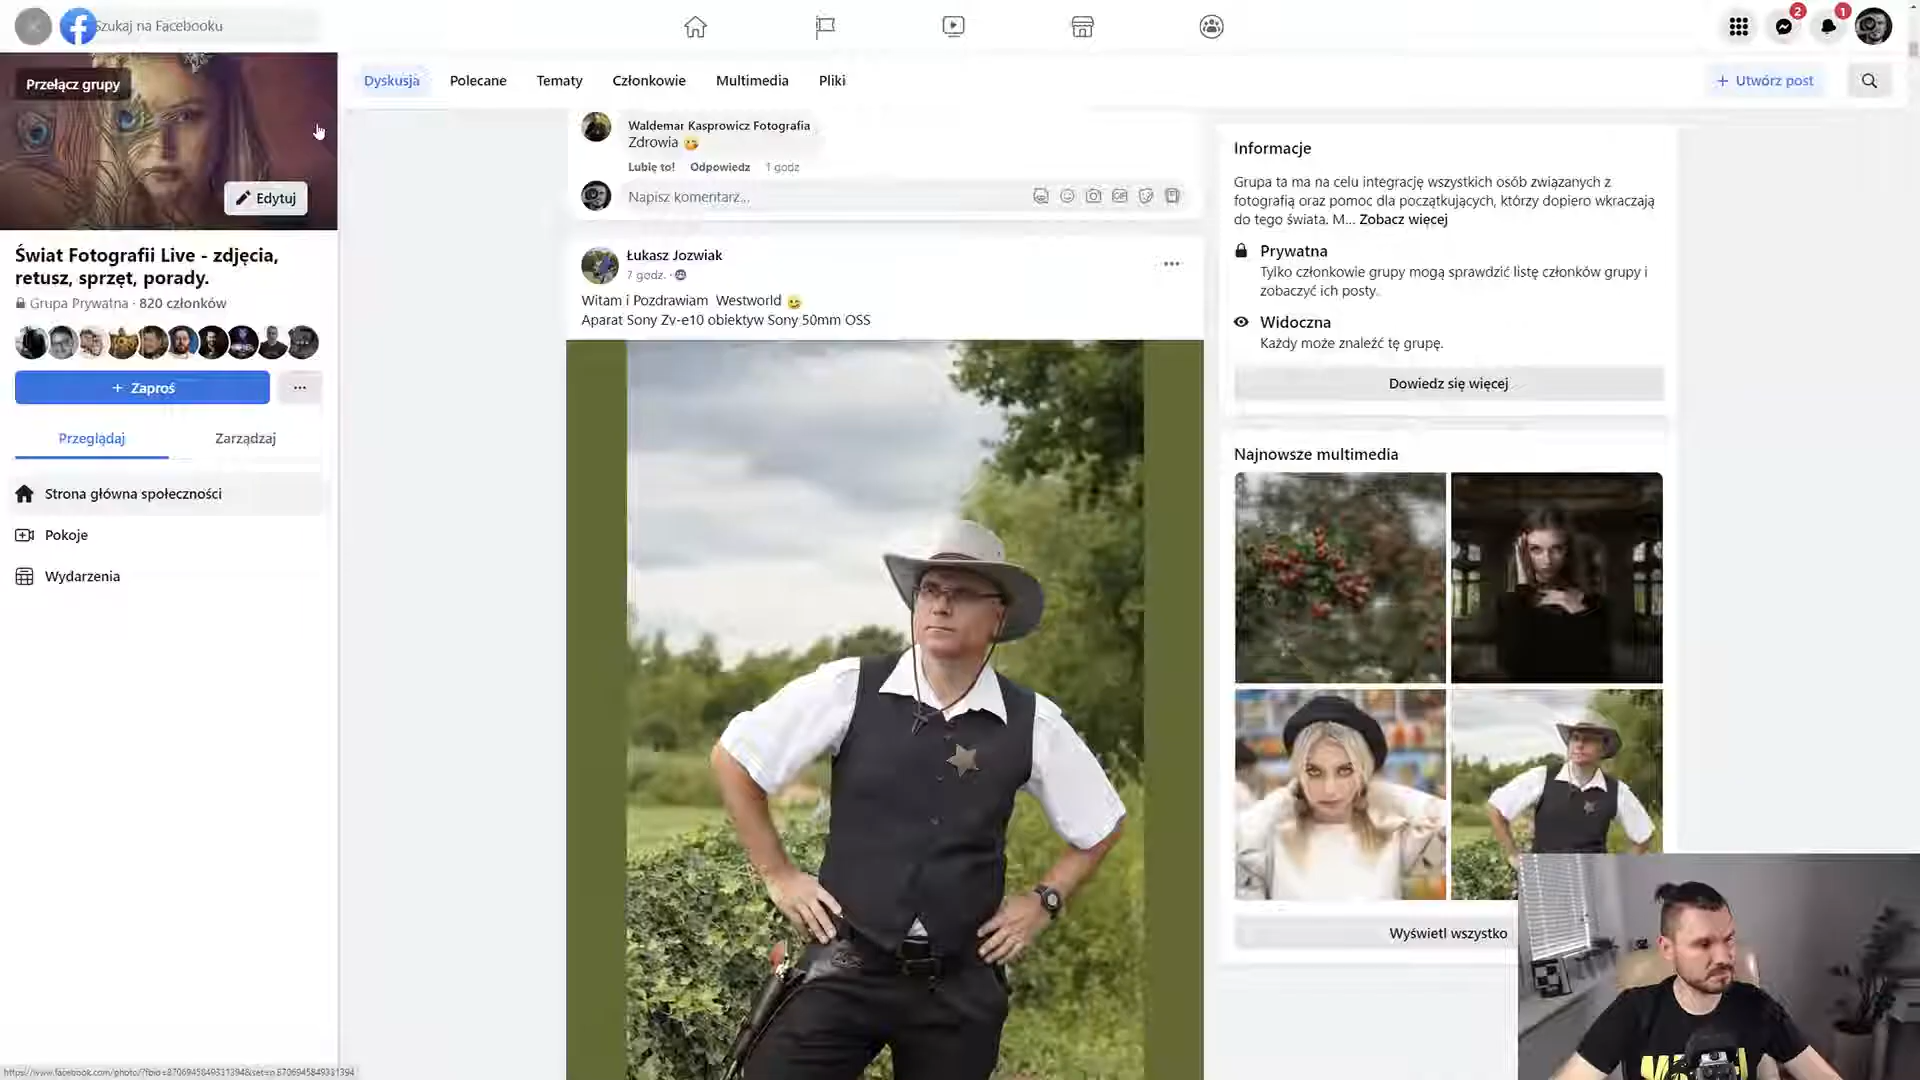 Szukaj na Facebooku
2
1
Przełącz grupy
Edytuj
Świat Fotografii Live - zdjęcia,
retusz, sprzęt, porady.
Grupa Prywatna · 820 członków
+ Zaproś
Przeglądaj
Zarządzaj
Strona główna społeczności
Pokoje
Wydarzenia
Dyskusja
Polecane
Tematy
Członkowie
Multimedia
Pliki
+ Utwórz post
Waldemar Kasprowicz Fotografia
Zdrowia 😘
Lubię to! Odpowiedz 1 godz
Napisz komentarz...
Łukasz Jozwiak
7 godz. ·
Witam i Pozdrawiam Westworld 😉
Aparat Sony Zv-e10 obiektyw Sony 50mm OSS
Informacje
Grupa ta ma na celu integrację wszystkich osób związanych z
fotografią oraz pomoc dla początkujących, którzy dopiero wkraczają
do tego świata. M... Zobacz więcej
Prywatna
Tylko członkowie grupy mogą sprawdzić listę członków grupy i
zobaczyć ich posty.
Widoczna
Każdy może znaleźć tę grupę.
Dowiedz się więcej
Najnowsze multimedia
Wyświetl wszystko